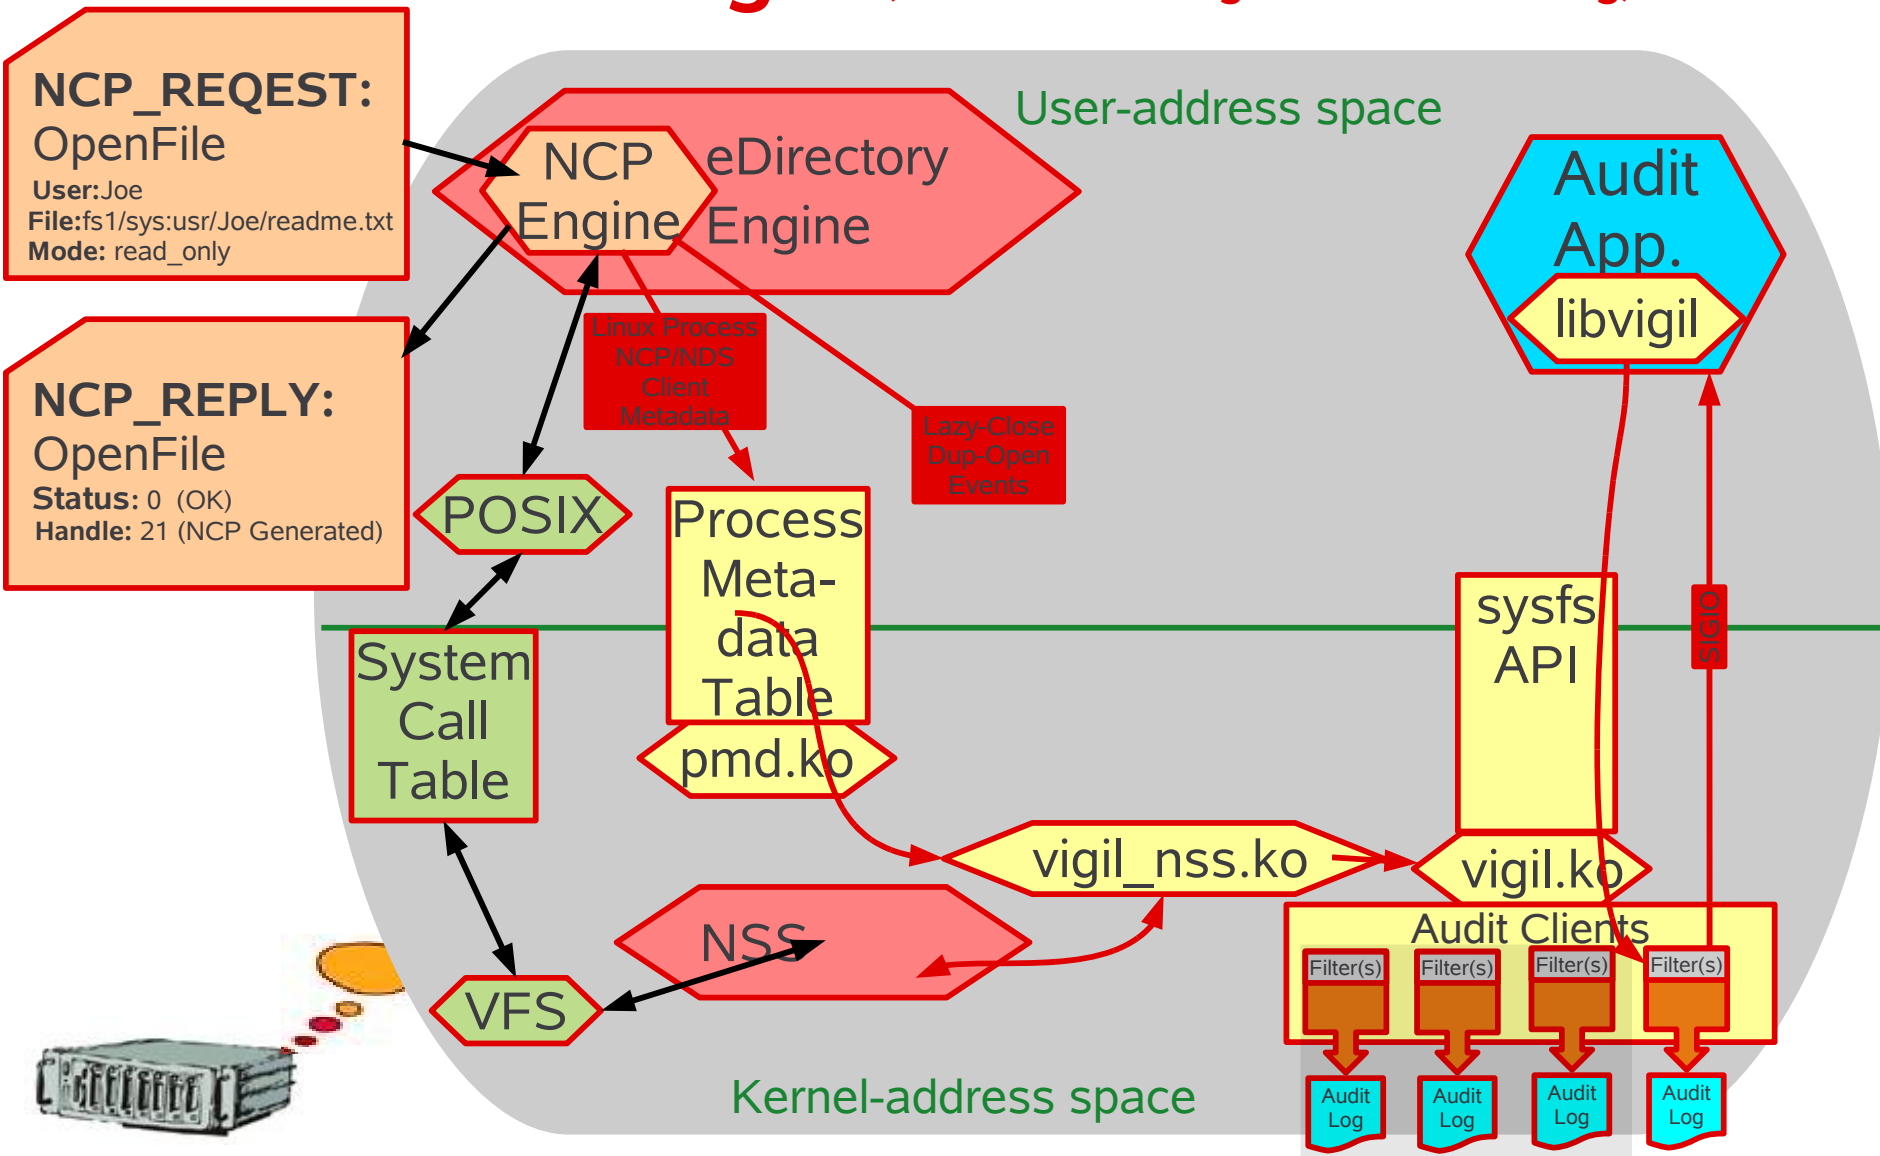 NCP_REQEST:
OpenFile
User:Joe
File:fs1/sys:usr/Joe/readme.txt
Mode: read_only
NCP_REPLY:
OpenFile
Status: 0 (OK)
Handle: 21 (NCP Generated)
User-address space
NCP
Engine
eDirectory
Engine
Audit
App.
libvigil
Linux Process
NCP/NDS
Client
Metadata
Lazy-Close
Dup-Open
Events
POSIX
Process
Meta-
data
Table
pmd.ko
sysfs
API
SIGIO
System
Call
Table
vigil_nss.ko
vigil.ko
NSS
VFS
Audit Clients
Filter(s)
Filter(s)
Filter(s)
Filter(s)
Audit
Log
Audit
Log
Audit
Log
Audit
Log
Kernel-address space